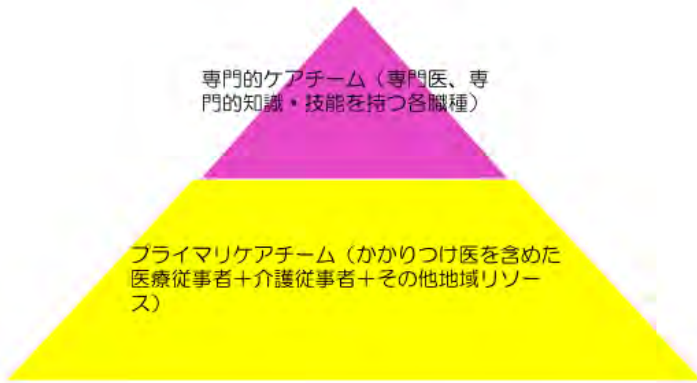 専門的ケアチーム（専門医、専
門的知識・技能を持つ各職種）
プライマリケアチーム（かかりつけ医を含めた
医療従事者＋介護従事者＋その他地域リソー
ス）